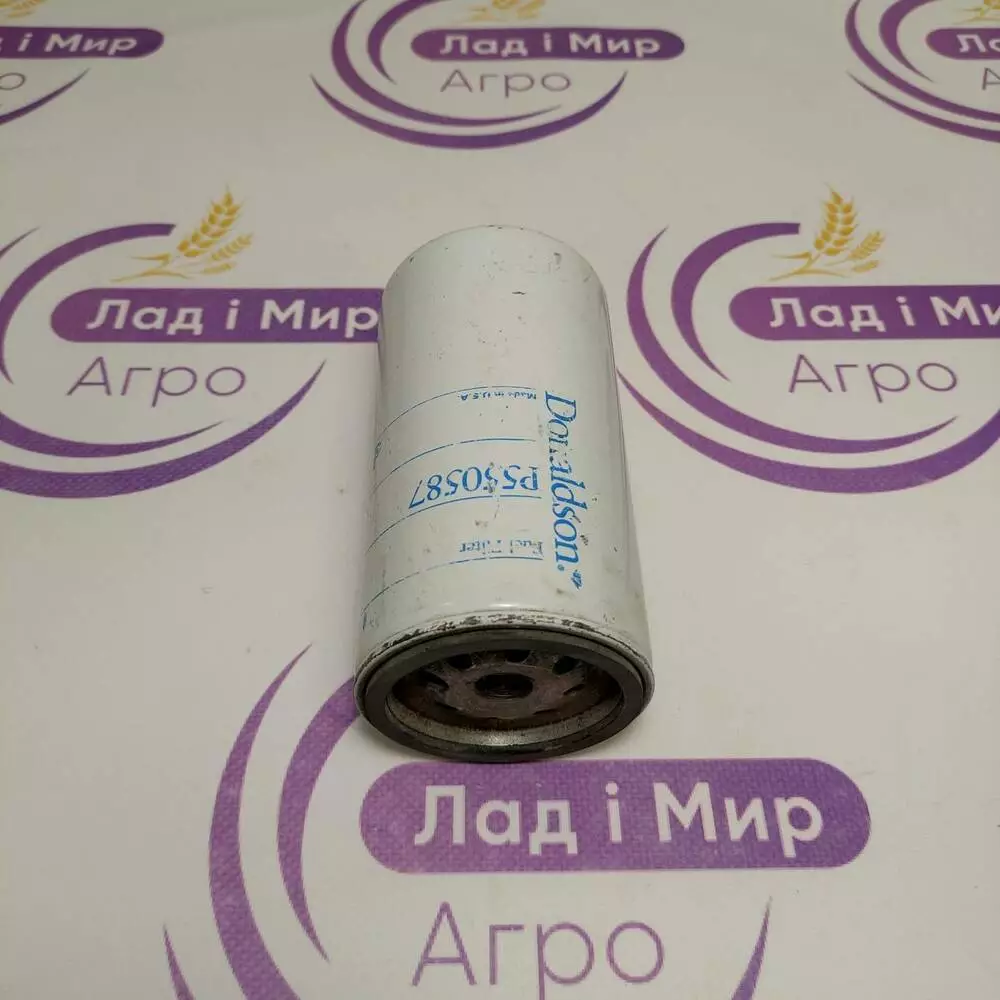 і Мир
Лад і Мир
Агро
Лад і Мир
Агро
Лад і М
Агро
Donaldson
Made in U.S.A.
P550587
Fuel Filter
Лад і Мир
Агро